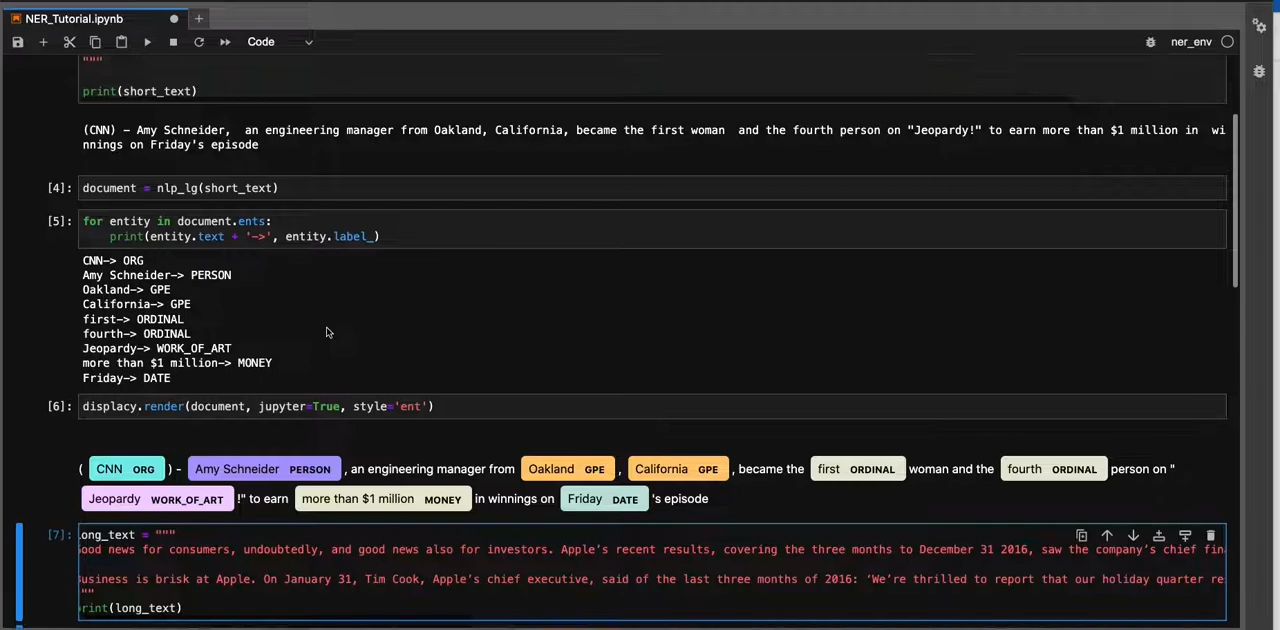 NER_Tutorial.ipynb
Code
ner_env
"""
print(short_text)
(CNN) - Amy Schneider,  an engineering manager from Oakland, California, became the first woman  and the fourth person on "Jeopardy!" to earn more than $1 million in  wi
nnings on Friday's episode
[4]: document = nlp_lg(short_text)
[5]: for entity in document.ents:
print(entity.text + '->', entity.label_)
CNN-> ORG
Amy Schneider-> PERSON
Oakland-> GPE
California-> GPE
first-> ORDINAL
fourth-> ORDINAL
Jeopardy-> WORK_OF_ART
more than $1 million-> MONEY
Friday-> DATE
[6]: displacy.render(document, jupyter=True, style='ent')
( CNN ORG ) - Amy Schneider PERSON , an engineering manager from Oakland GPE , California GPE , became the first ORDINAL woman and the fourth ORDINAL person on "
Jeopardy WORK_OF_ART !" to earn more than $1 million MONEY in winnings on Friday DATE 's episode
[7]: long_text = """
Good news for consumers, undoubtedly, and good news also for investors. Apple's recent results, covering the three months to December 31 2016, saw the company's chief fin
Business is brisk at Apple. On January 31, Tim Cook, Apple's chief executive, said of the last three months of 2016: 'We're thrilled to report that our holiday quarter re
"""
print(long_text)